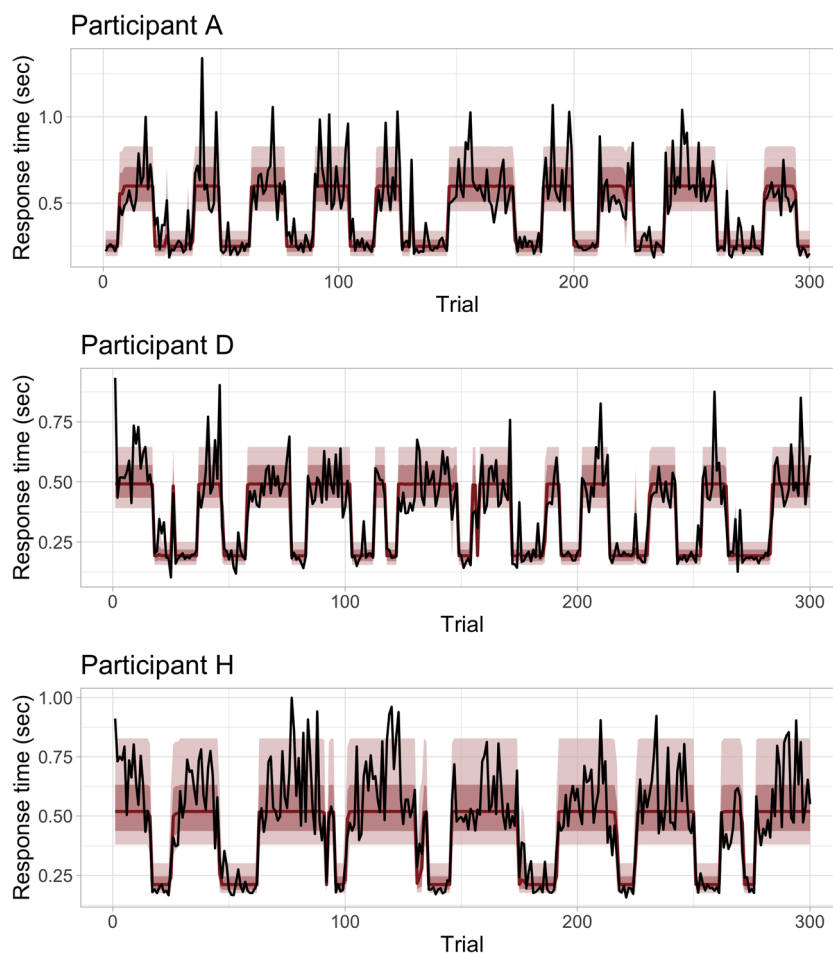 Participant A
Response time (sec)
1.0
0.5
0
100
200
300
Trial
Participant D
Response time (sec)
0.75
0.50
0.25
0
100
200
300
Trial
Participant H
Response time (sec)
1.00
0.75
0.50
0.25
0
100
200
300
Trial